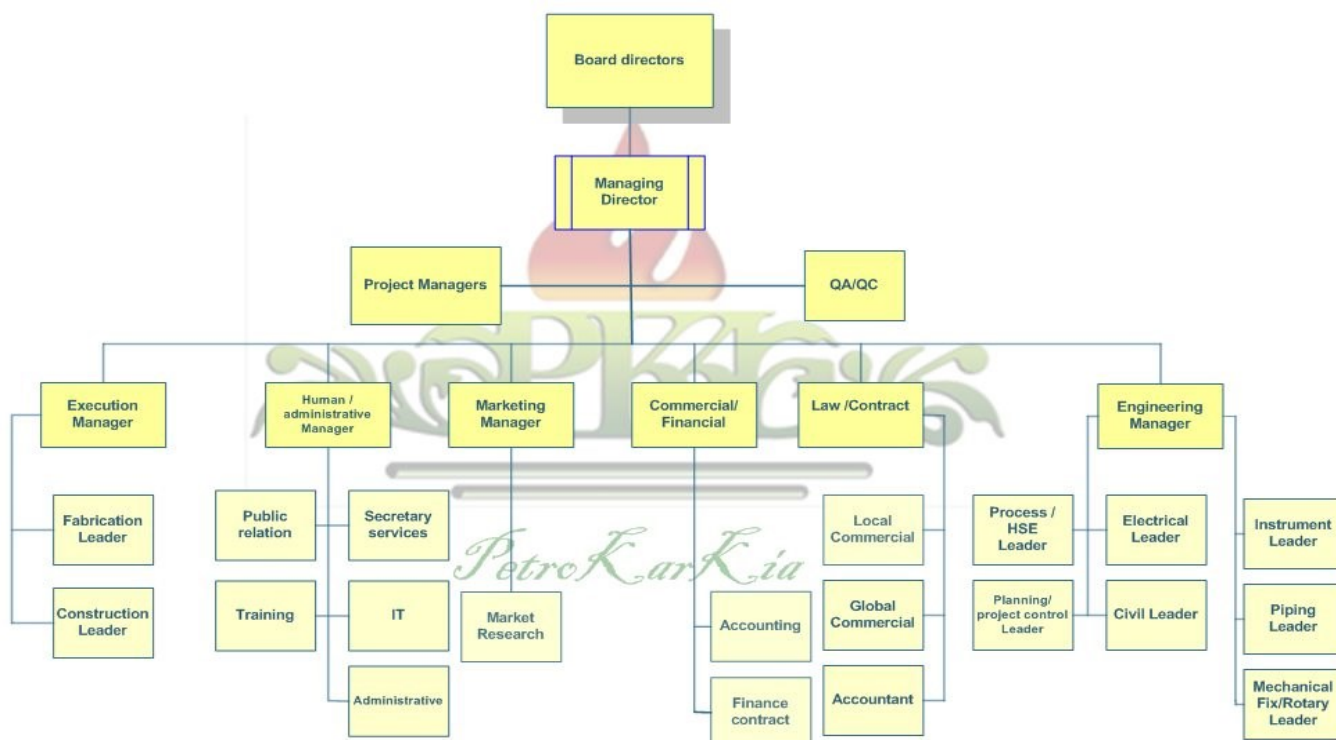 Board directors
Managing
Director
Project Managers
QA/QC
PKK
Execution
Manager
Human /
administrative
Manager
Marketing
Manager
Commercial/
Financial
Law /Contract
Engineering
Manager
Fabrication
Leader
Public
relation
Secretary
services
Local
Commercial
Process /
HSE
Leader
Electrical
Leader
Instrument
Leader
PetroKarKia
Construction
Leader
Training
IT
Market
Research
Accounting
Global
Commercial
Planning/
project control
Leader
Civil Leader
Piping
Leader
Administrative
Finance
contract
Accountant
Mechanical
Fix/Rotary
Leader